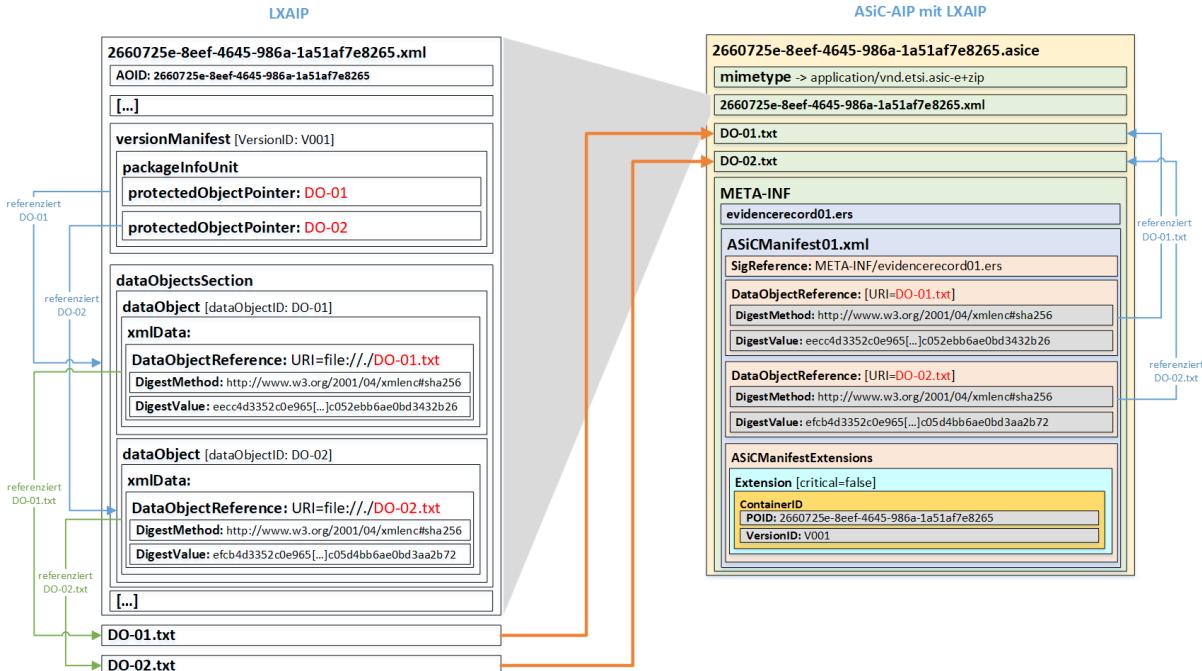 LXAIP
2660725e-8eef-4645-986a-1a51af7e8265.xml
AOID: 2660725e-8eef-4645-986a-1a51af7e8265
[...]
versionManifest [VersionID: V001]
packageInfoUnit
protectedObjectPointer: DO-01
protectedObjectPointer: DO-02
referenziert
DO-01
referenziert
DO-02
dataObjectsSection
dataObject [dataObjectID: DO-01]
xmlData:
DataObjectReference: URI=file://./DO-01.txt
DigestMethod: http://www.w3.org/2001/04/xmlenc#sha256
DigestValue: eecc4d3352c0e965[...]c052ebb6ae0bd3432b26
dataObject [dataObjectID: DO-02]
xmlData:
DataObjectReference: URI=file://./DO-02.txt
DigestMethod: http://www.w3.org/2001/04/xmlenc#sha256
DigestValue: efcb4d3352c0e965[...]c05d4bb6ae0bd3aa2b72
[...]
referenziert
DO-01.txt
referenziert
DO-02.txt
DO-01.txt
DO-02.txt
ASiC-AIP mit LXAIP
2660725e-8eef-4645-986a-1a51af7e8265.asice
mimetype -> application/vnd.etsi.asic-e+zip
2660725e-8eef-4645-986a-1a51af7e8265.xml
DO-01.txt
DO-02.txt
META-INF
evidencerecord01.ers
ASiCManifest01.xml
SigReference: META-INF/evidencerecord01.ers
DataObjectReference: [URI=DO-01.txt]
DigestMethod: http://www.w3.org/2001/04/xmlenc#sha256
DigestValue: eecc4d3352c0e965[...]c052ebb6ae0bd3432b26
DataObjectReference: [URI=DO-02.txt]
DigestMethod: http://www.w3.org/2001/04/xmlenc#sha256
DigestValue: efcb4d3352c0e965[...]c05d4bb6ae0bd3aa2b72
ASiCManifestExtensions
Extension [critical=false]
ContainerID
POID: 2660725e-8eef-4645-986a-1a51af7e8265
VersionID: V001
referenziert
DO-01.txt
referenziert
DO-02.txt